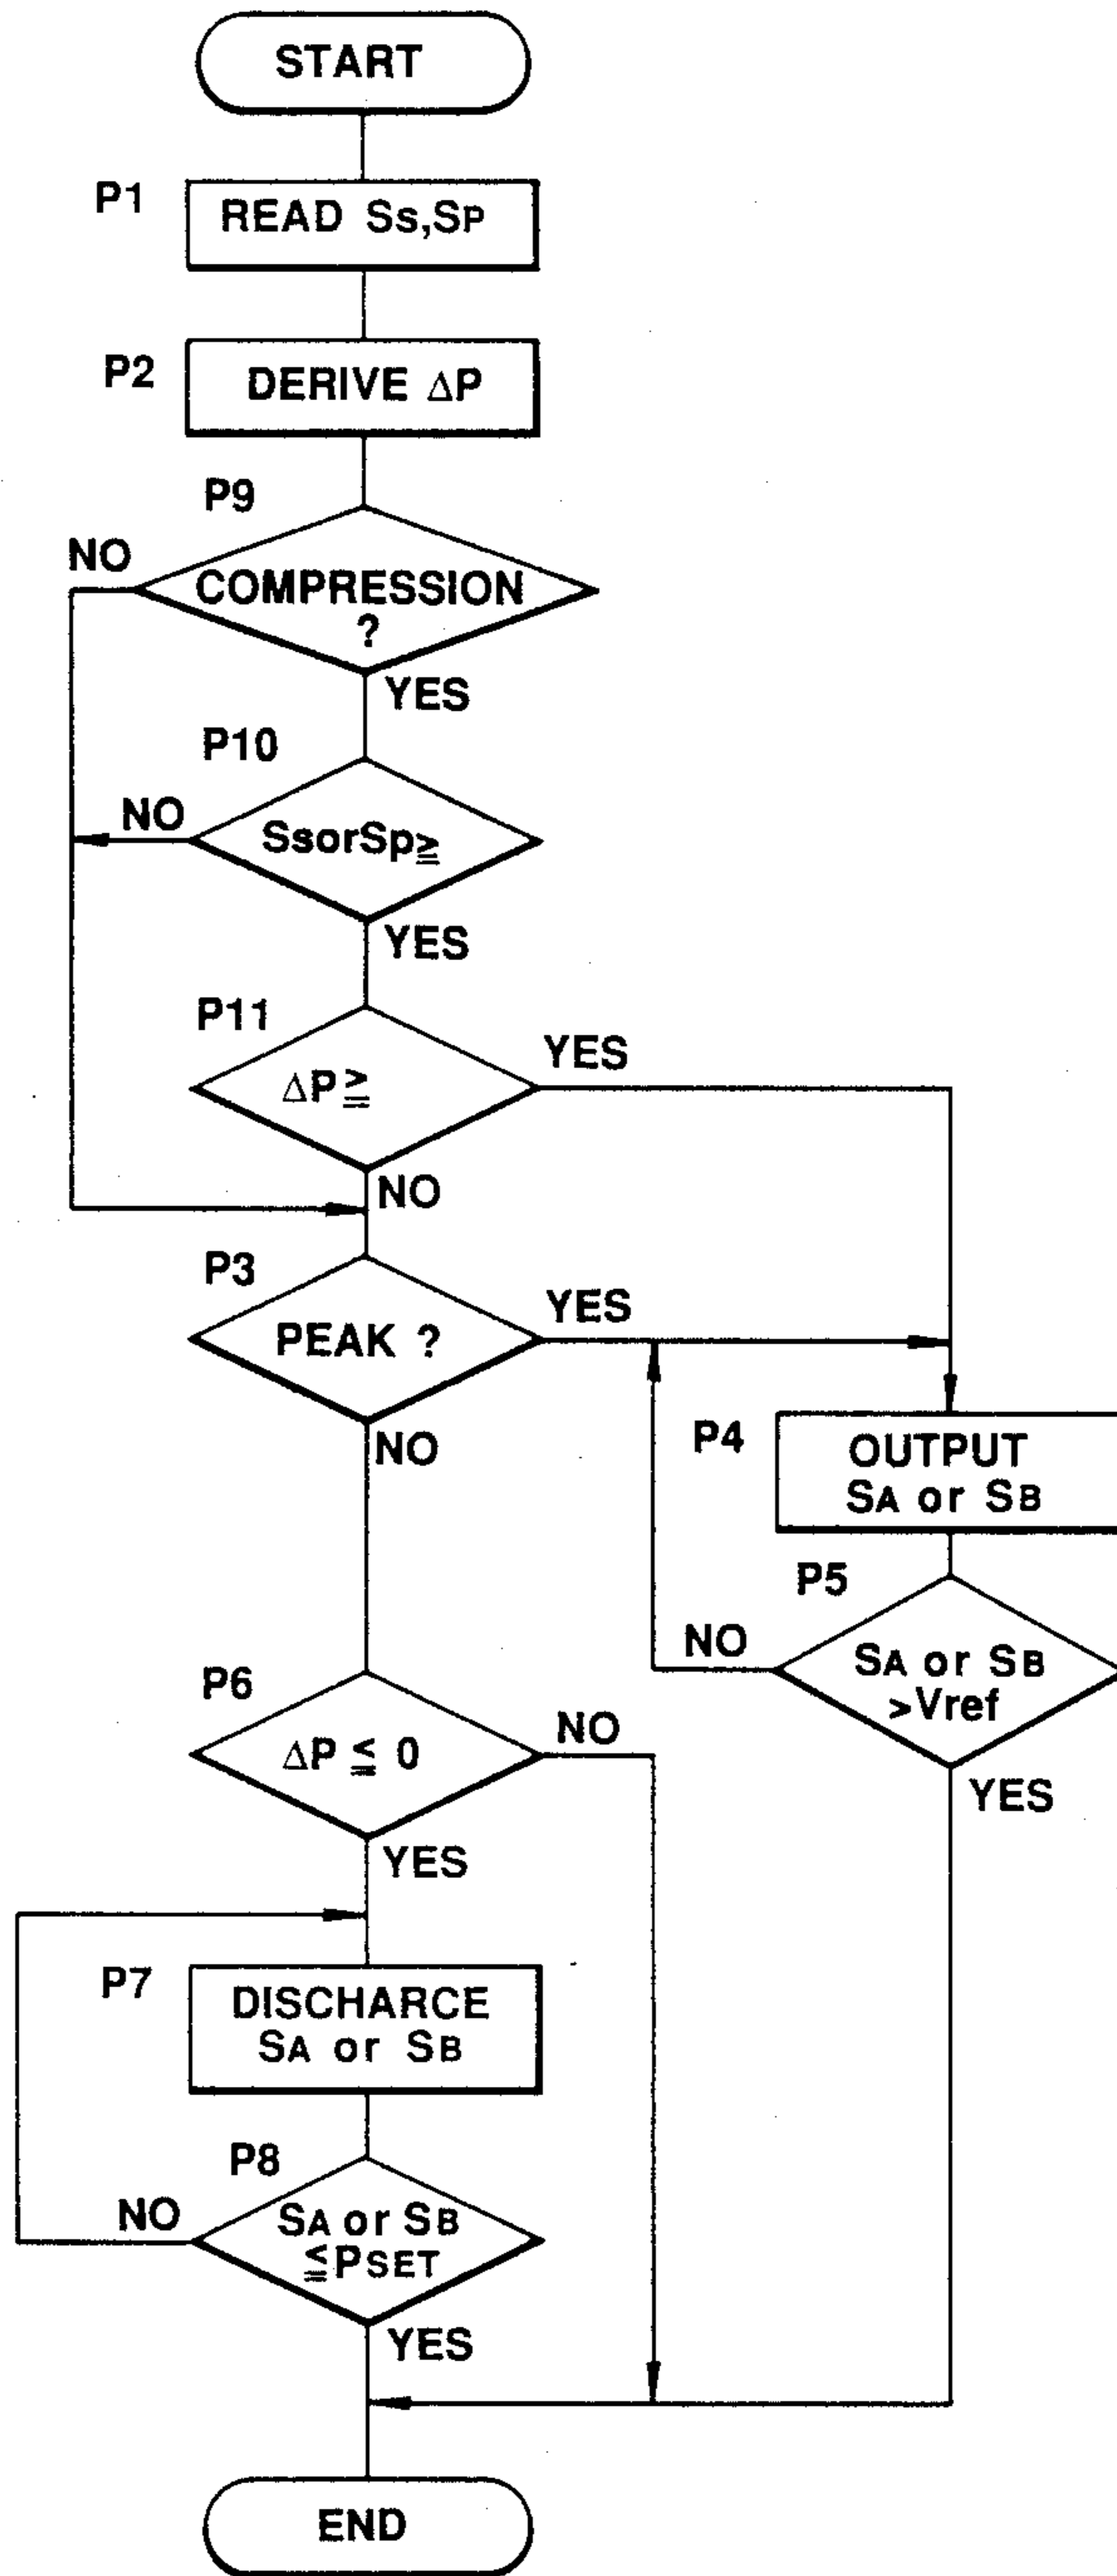 START
P1
READ Ss,SP
P2
DERIVE ΔP
P9
NO
COMPRESSION
?
YES
P10
NO
SsorSp≧
YES
P11
YES
ΔP≧
NO
P3
YES
PEAK ?
NO
P4
OUTPUT
SA or SB
P5
NO
SA or SB
>Vref
YES
P6
NO
ΔP ≦ 0
YES
P7
DISCHARCE
SA or SB
P8
NO
SA or SB
≦PSET
YES
END